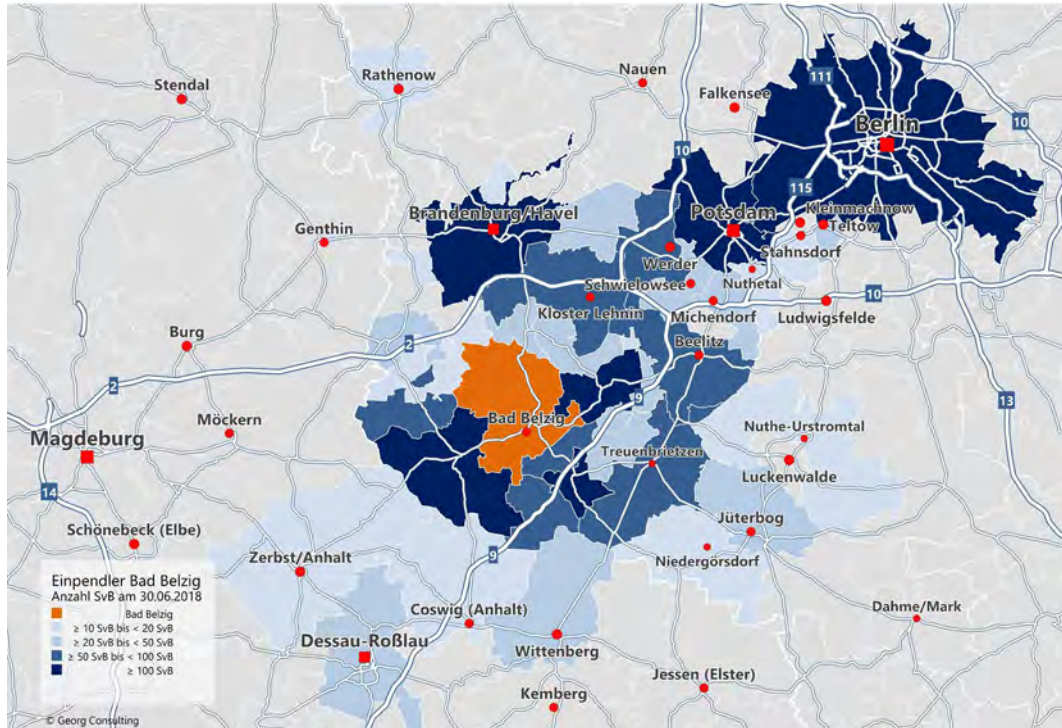 Stendal
Rathenow
Nauen
Falkensee
111
10
Berlin
10
115
Brandenburg/Havel
Potsdam
Kleinmachnow
Teltow
Genthin
Stahnsdorf
Werder
Nuthetal
Schwielowsee
10
Kloster Lehnin
Michendorf
Ludwigsfelde
Burg
2
Beelitz
2
9
13
Möckern
Bad Belzig
Nuthe-Urstromtal
Magdeburg
Treuenbrietzen
Luckenwalde
14
Schönebeck (Elbe)
Jüterbog
Zerbst/Anhalt
9
Niedergörsdorf
Einpendler Bad Belzig
Anzahl SvB am 30.06.2018
Bad Belzig
≥ 10 SvB bis < 20 SvB
≥ 20 SvB bis < 50 SvB
≥ 50 SvB bis < 100 SvB
≥ 100 SvB
Coswig (Anhalt)
Dahme/Mark
Dessau-Roßlau
Wittenberg
Jessen (Elster)
Kemberg
© Georg Consulting